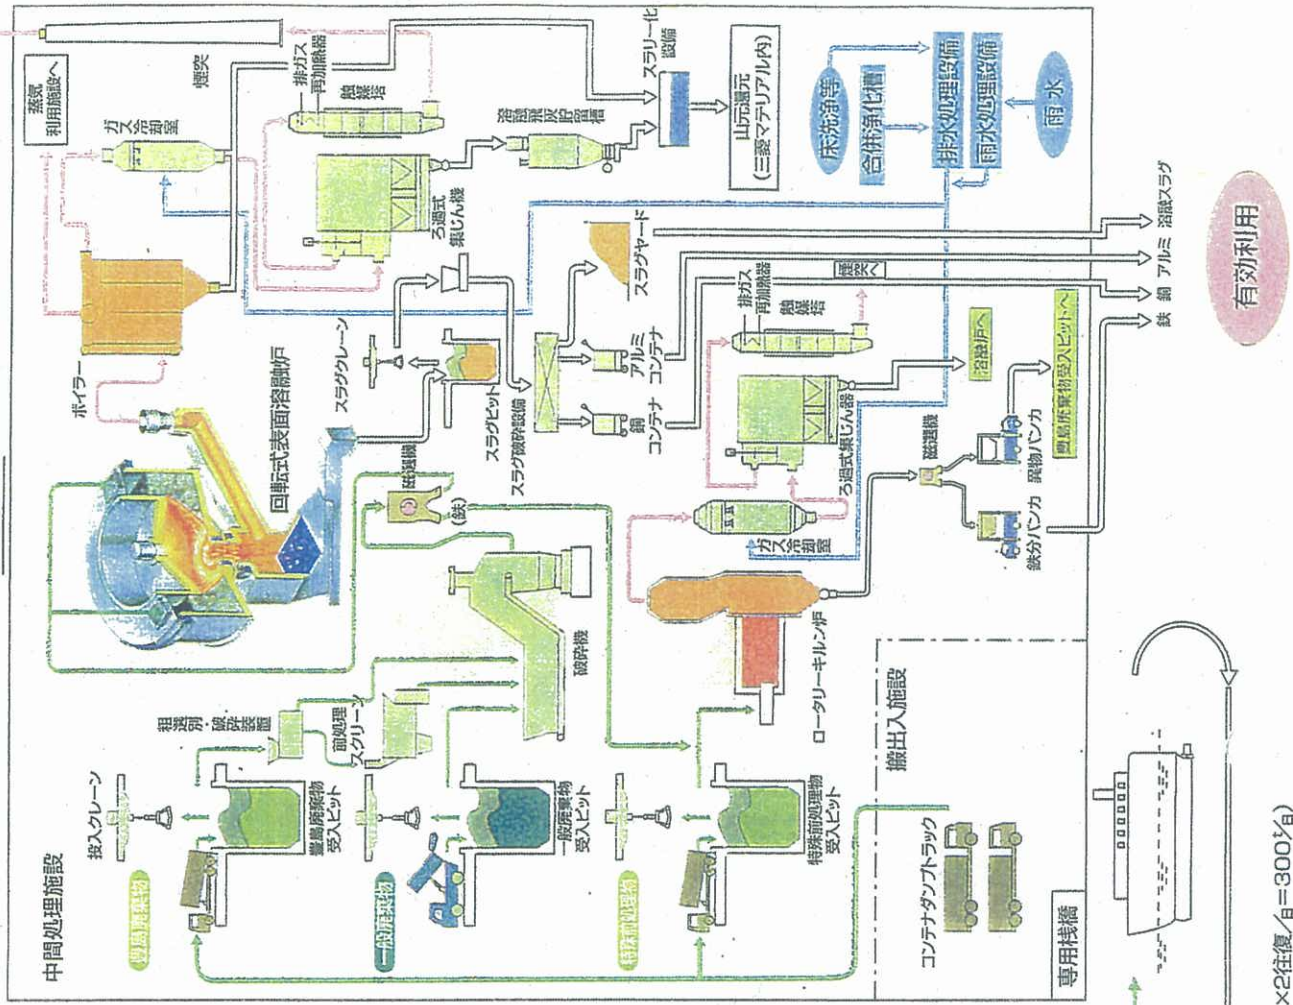 中間処理施設
豊島廃棄物
投入クレーン
豊島廃棄物
受入ピット
粗選別・破砕装置
前処理
スクリーン
一般廃棄物
一般廃棄物
受入ピット
特殊前処理物
特殊前処理物
受入ピット
破砕機
磁選機
(鉄)
回転式表面溶融炉
ボイラー
ガス冷却室
蒸気
利用施設へ
煙突
排ガス
再加熱器
触媒塔
ろ過式
集じん機
溶融飛灰貯留槽
スラリー化
設備
山元還元
(三菱マテリアル内)
スラグクレーン
スラグピット
スラグ破砕設備
銅
コンテナ
アルミ
コンテナ
スラグヤード
床洗浄等
合併浄化槽
排水処理設備
雨水処理設備
雨水
ロータリーキルン炉
ガス冷却室
ろ過式集じん器
排ガス
再加熱器
触媒塔
煙突へ
溶融炉へ
磁選機
鉄分バンカ
異物バンカ
豊島廃棄物受入ピットへ
鉄
銅
アルミ
溶融スラグ
有効利用
搬出入施設
コンテナダンプトラック
専用桟橋
×2往復/日=300t/日)